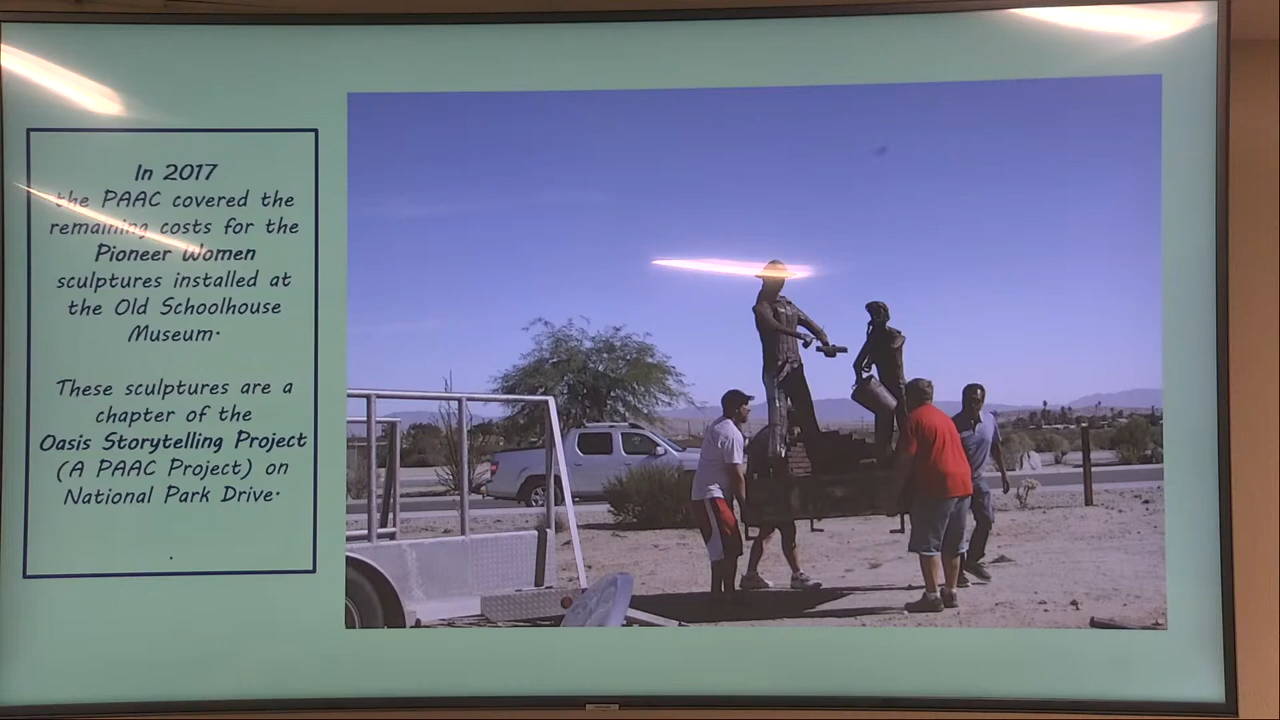 In 2017
the PAAC covered the
remaining costs for the
Pioneer Women
sculptures installed at
the Old Schoolhouse
Museum.
These sculptures are a
chapter of the
Oasis Storytelling Project
(A PAAC Project) on
National Park Drive.
.